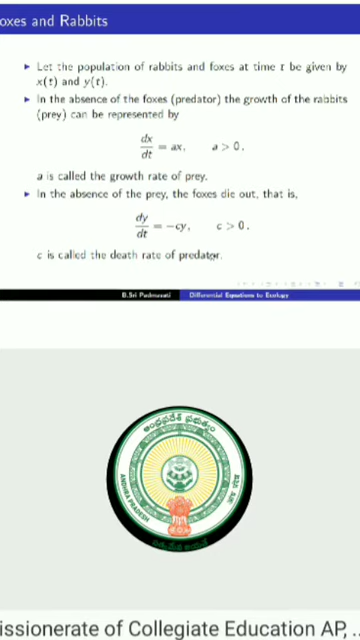 oxes and Rabbits
▸ Let the population of rabbits and foxes at time t be given by
x(t) and y(t).
▸ In the absence of the foxes (predator) the growth of the rabbits
(prey) can be represented by
dx/dt = ax, a > 0.
a is called the growth rate of prey.
▸ In the absence of the prey, the foxes die out, that is,
dy/dt = −cy, c > 0.
c is called the death rate of predator.
B.Sri Padmavati Differential Equations to Ecology
ANDHRA PRADESH
issionerate of Collegiate Education AP, ..